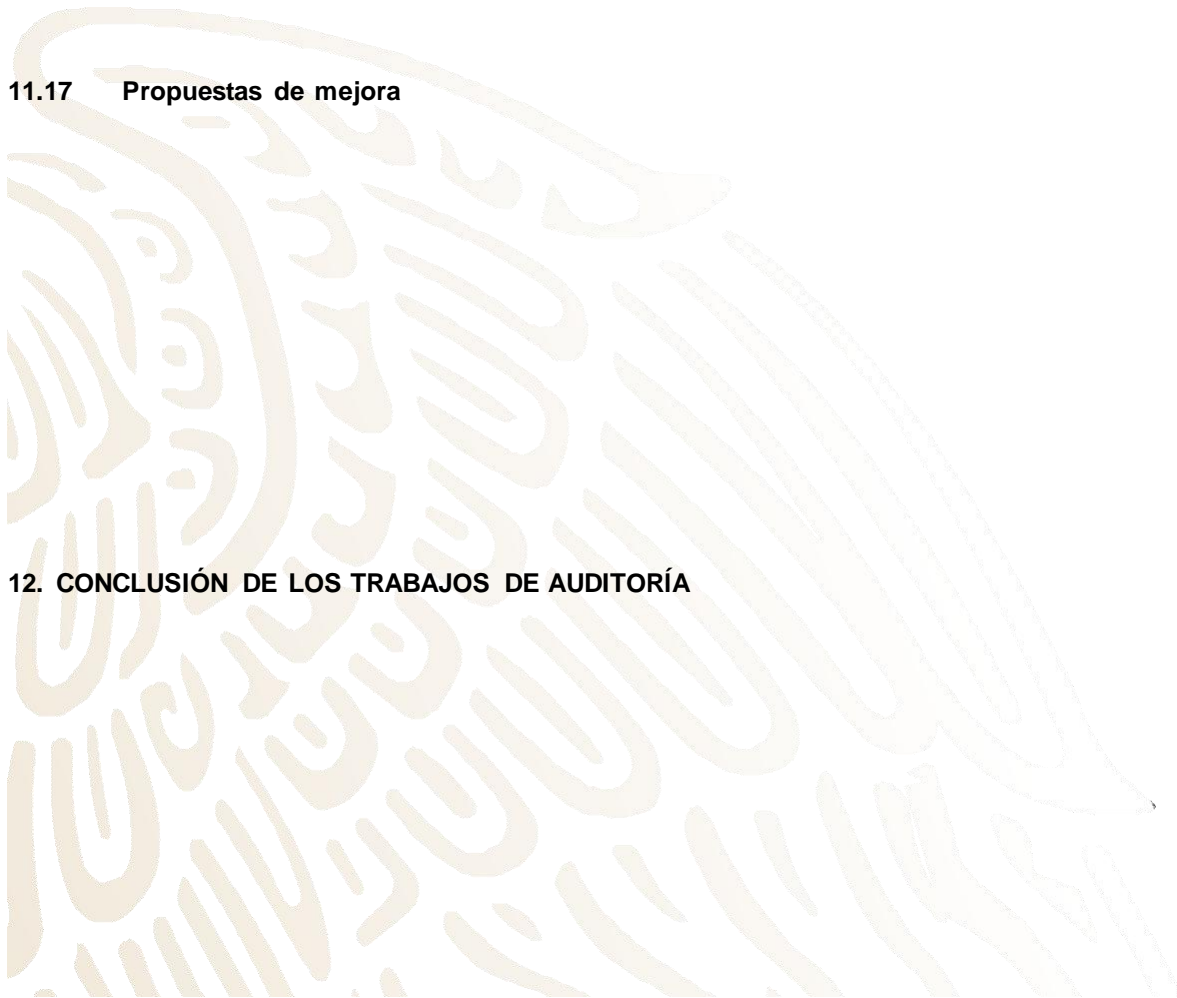 11.17 Propuestas de mejora
12. CONCLUSIÓN DE LOS TRABAJOS DE AUDITORÍA